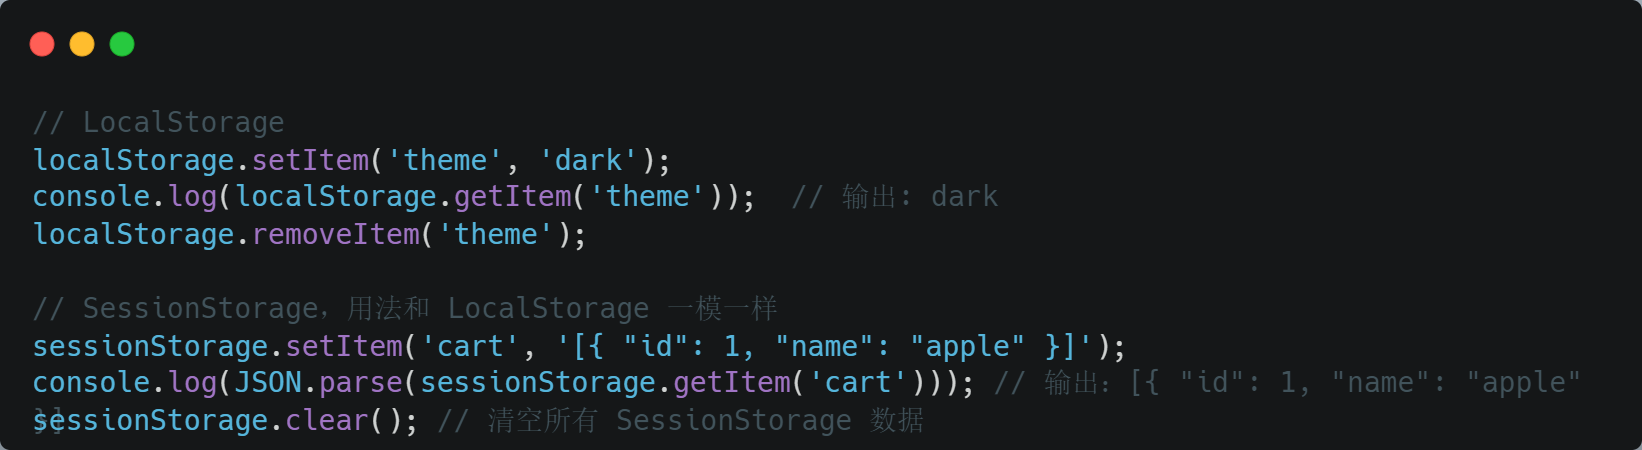 // LocalStorage
localStorage.setItem('theme', 'dark');
console.log(localStorage.getItem('theme'));  // 输出: dark
localStorage.removeItem('theme');
// SessionStorage，用法和 LocalStorage 一模一样
sessionStorage.setItem('cart', '[{ "id": 1, "name": "apple" }]');
console.log(JSON.parse(sessionStorage.getItem('cart'))); // 输出：[{ "id": 1, "name": "apple"
}]
sessionStorage.clear(); // 清空所有 SessionStorage 数据